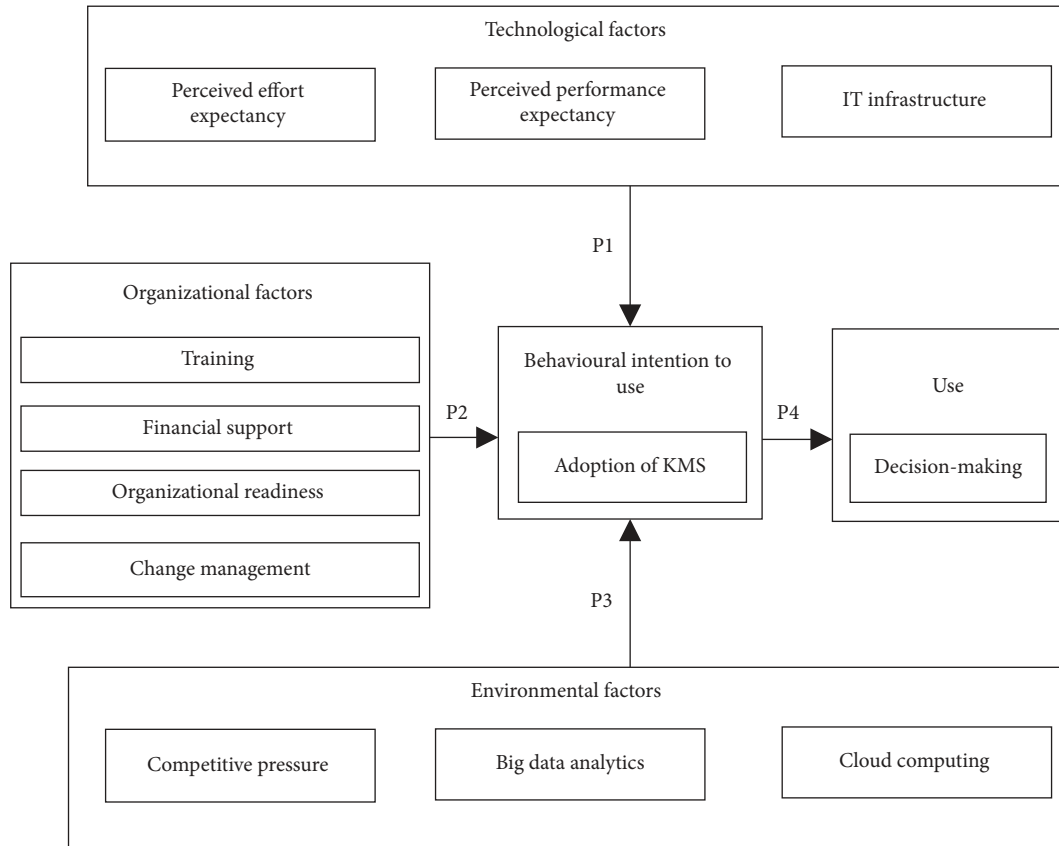 Technological factors
Perceived effort
expectancy
Perceived performance
expectancy
IT infrastructure
P1
Organizational factors
Training
Financial support
Organizational readiness
Change management
P2
Behavioural intention to
use
Adoption of KMS
P4
Use
Decision-making
P3
Environmental factors
Competitive pressure
Big data analytics
Cloud computing